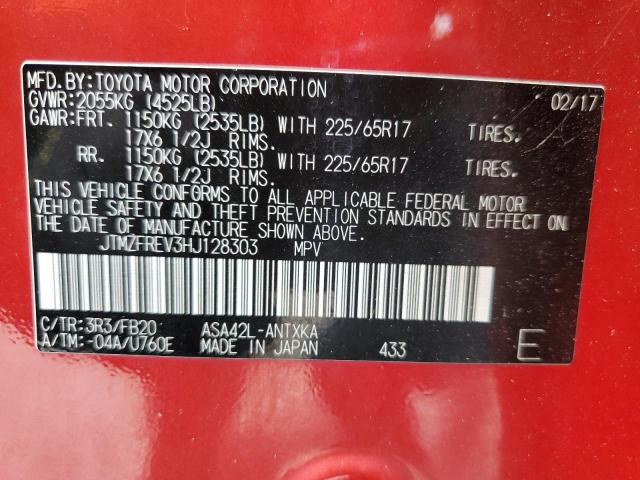 MFD.BY:TOYOTA MOTOR CORPORATION 02/17
GVWR:2055KG (4525LB)
GAWR:FRT. 1150KG (2535LB) WITH 225/65R17 TIRES.
17X6 1/2J RIMS.
RR. 1150KG (2535LB) WITH 225/65R17 TIRES.
17X6 1/2J RIMS.
THIS VEHICLE CONFORMS TO ALL APPLICABLE FEDERAL MOTOR
VEHICLE SAFETY AND THEFT PREVENTION STANDARDS IN EFFECT ON
THE DATE OF MANUFACTURE SHOWN ABOVE.
JTMZFREV3HJ128303 MPV
C/TR:3R3/FB20 ASA42L-ANTXKA
A/TM:-04A/U760E MADE IN JAPAN 433 E